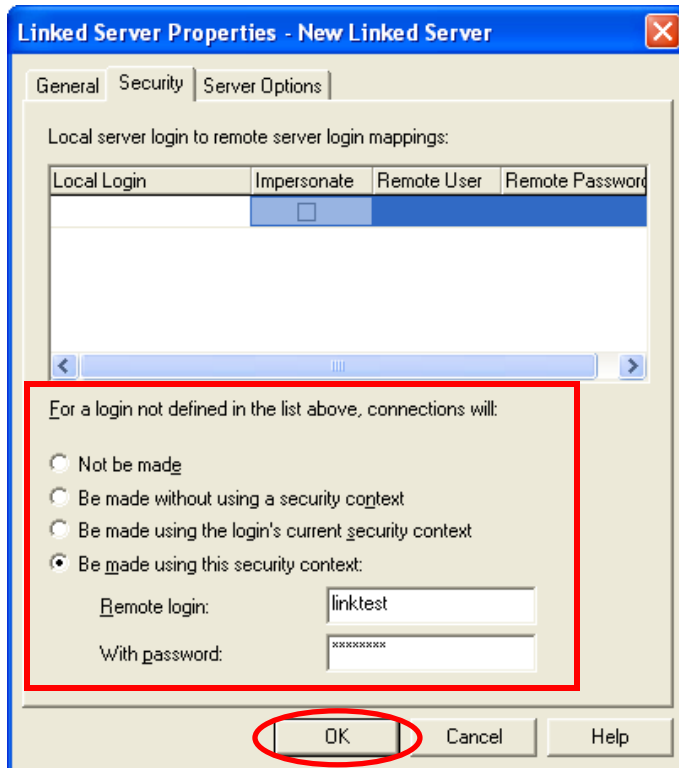 Linked Server Properties - New Linked Server
General Security Server Options
Local server login to remote server login mappings:
Local Login Impersonate Remote User Remote Password
For a login not defined in the list above, connections will:
Not be made
Be made without using a security context
Be made using the login's current security context
Be made using this security context:
Remote login: linktest
With password: ********
OK Cancel Help